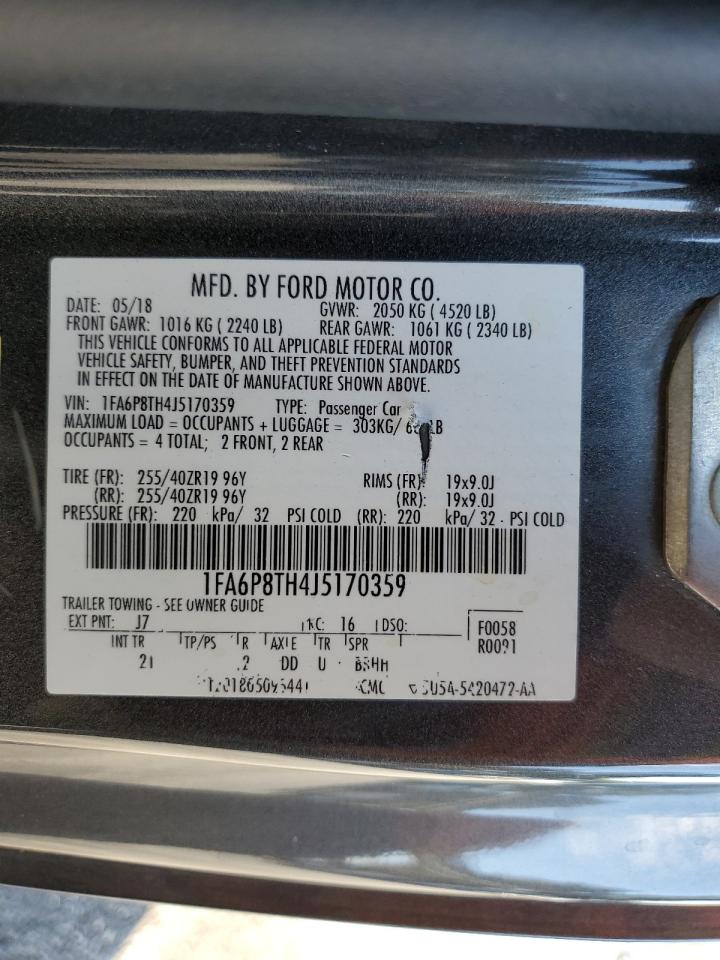 MFD. BY FORD MOTOR CO.
DATE: 05/18 GVWR: 2050 KG ( 4520 LB)
FRONT GAWR: 1016 KG ( 2240 LB) REAR GAWR: 1061 KG ( 2340 LB)
THIS VEHICLE CONFORMS TO ALL APPLICABLE FEDERAL MOTOR
VEHICLE SAFETY, BUMPER, AND THEFT PREVENTION STANDARDS
IN EFFECT ON THE DATE OF MANUFACTURE SHOWN ABOVE.
VIN: 1FA6P8TH4J5170359 TYPE: Passenger Car
MAXIMUM LOAD = OCCUPANTS + LUGGAGE = 303KG/
OCCUPANTS = 4 TOTAL; 2 FRONT, 2 REAR
TIRE (FR): 255/40ZR19 96Y RIMS (FR): 19x9.0J
(RR): 255/40ZR19 96Y (RR): 19x9.0J
PRESSURE (FR): 220 kPa/ 32 PSI COLD (RR): 220 kPa/ 32 PSI COLD
1FA6P8TH4J5170359
TRAILER TOWING - SEE OWNER GUIDE
EXT PNT: J7 RC: 16 DSO: F0058
R0091
INT TR TP/PS R AXLE TR SPR
DD U